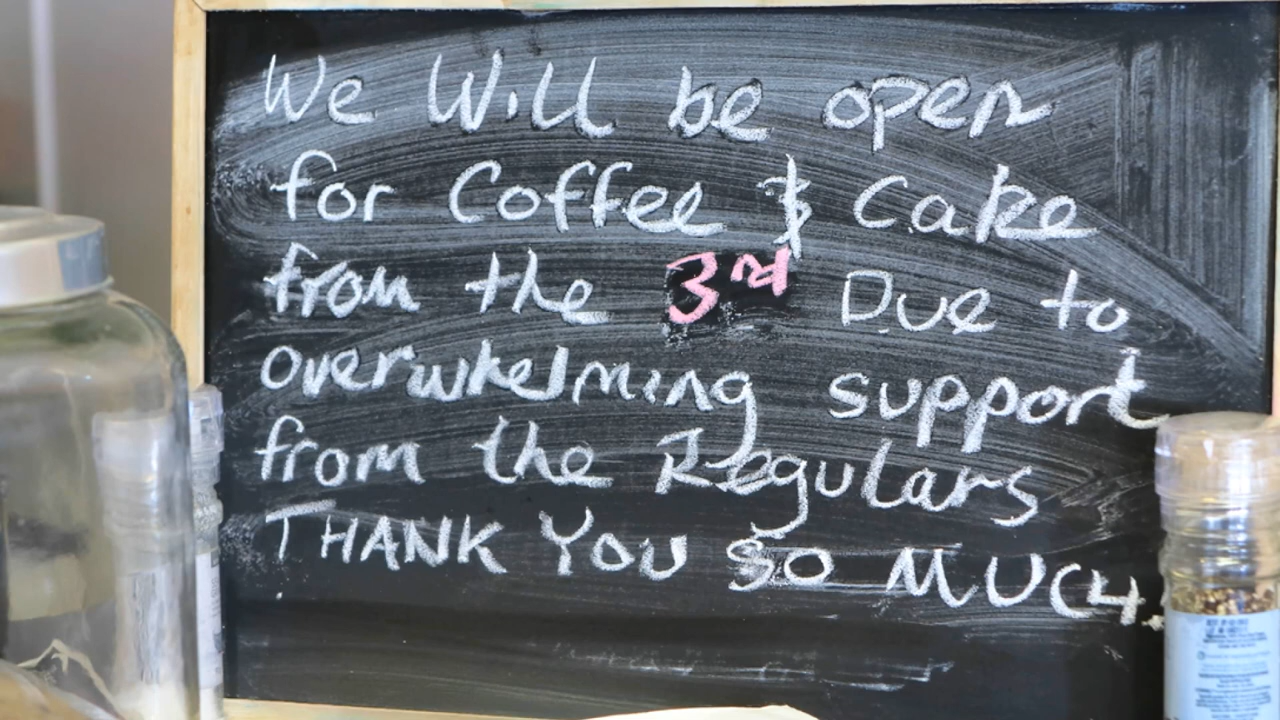 We Will be open
for Coffee & Cake
from the 3rd Due to
overwhelming support
from the Regulars
THANK YOU SO MUCH